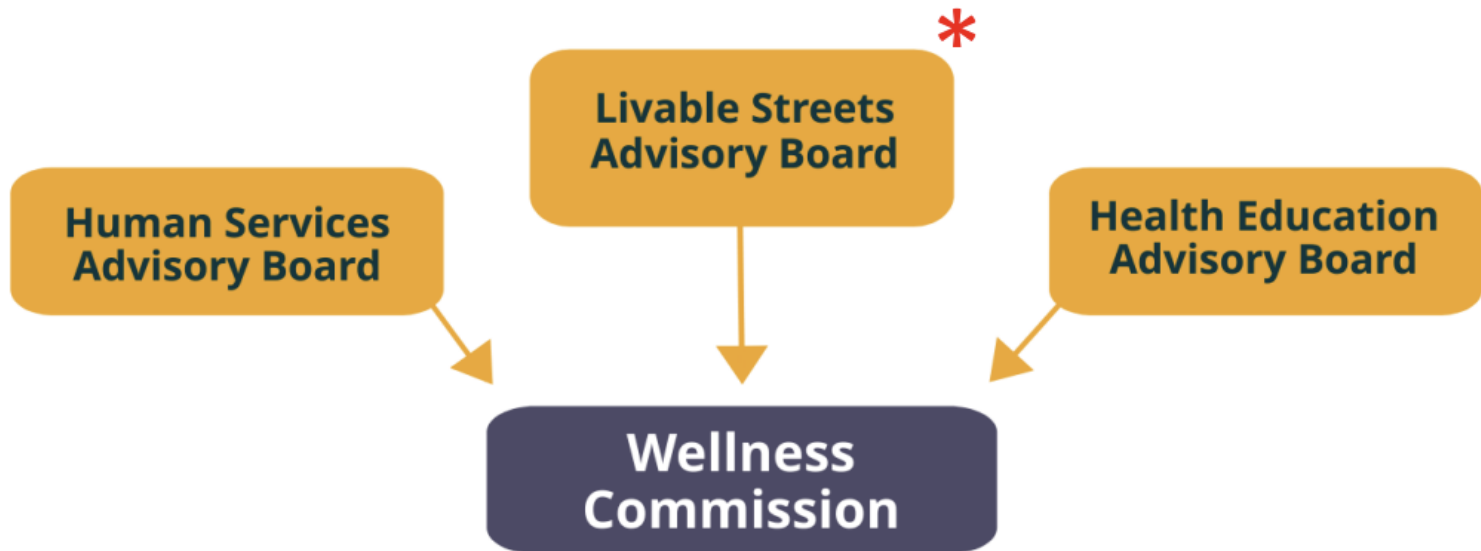 *
Livable Streets
Advisory Board
Human Services
Advisory Board
Health Education
Advisory Board
Wellness
Commission